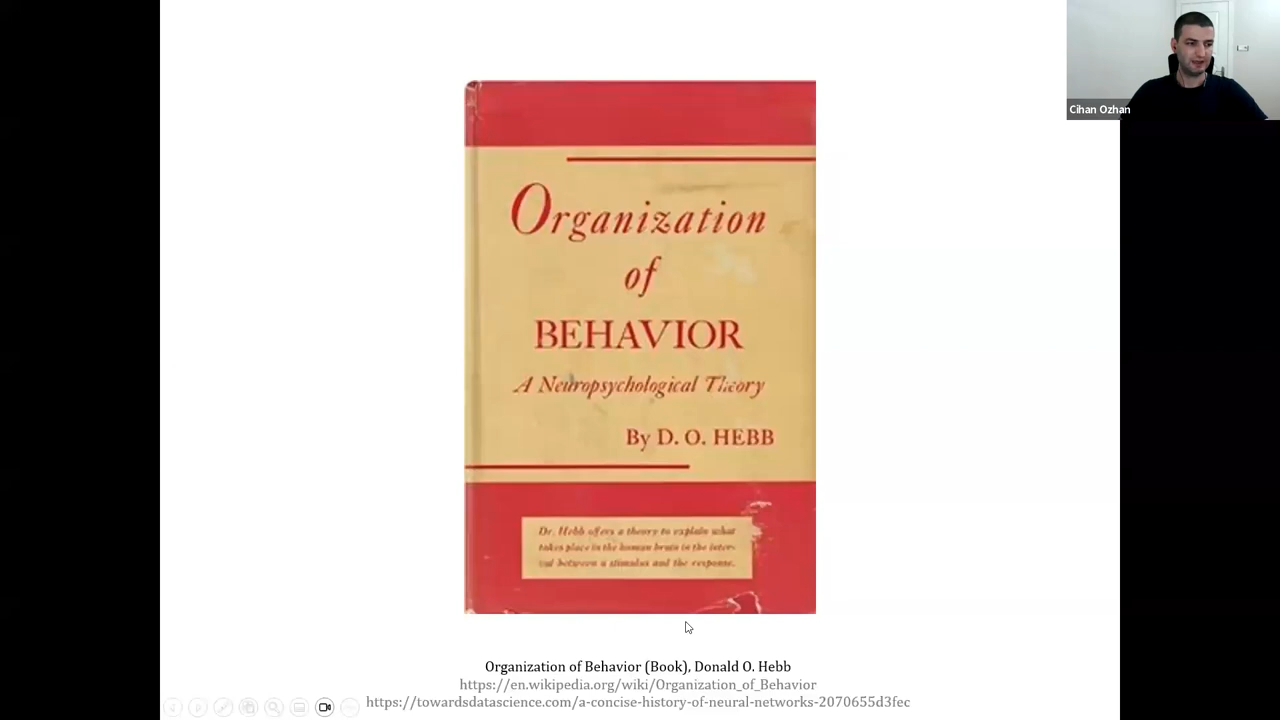 Cihan Ozhan
Organization
of
BEHAVIOR
A Neuropsychological Theory
By D. O. HEBB
Dr. Hebb offers a theory to explain what
takes place in the human brain in the inter-
val between a stimulus and the response.
Organization of Behavior (Book), Donald O. Hebb
https://en.wikipedia.org/wiki/Organization_of_Behavior
https://towardsdatascience.com/a-concise-history-of-neural-networks-2070655d3fec